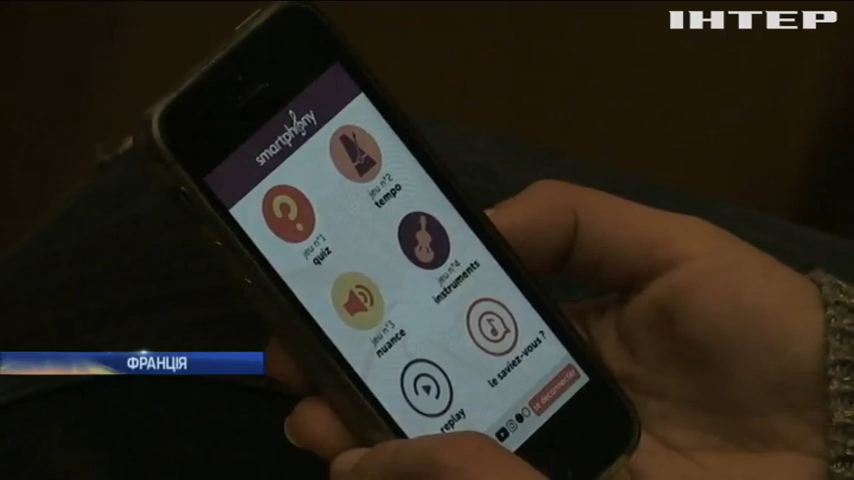 ІНТЕР
smartphony
jeu n°1
quiz
jeu n°2
tempo
jeu n°3
nuance
jeu n°4
instruments
replay
le saviez-vous ?
se deconnecter
ФРАНЦІЯ